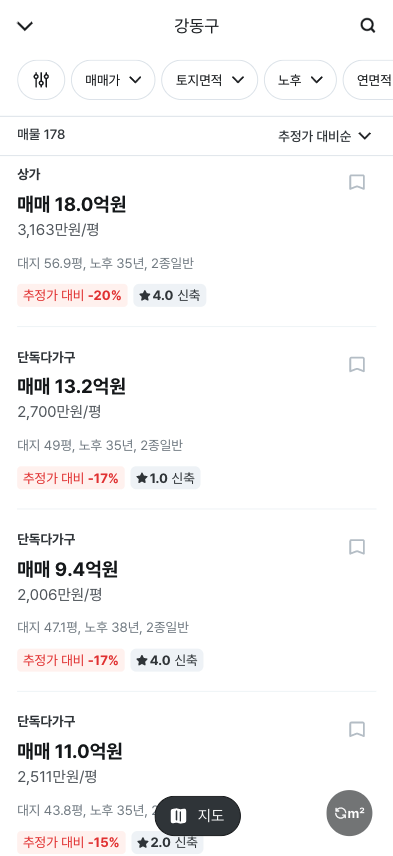 강동구
매매가
토지면적
노후
연면적
매물 178
추정가 대비순
상가
매매 18.0억원
3,163만원/평
대지 56.9평, 노후 35년, 2종일반
추정가 대비 -20% ★4.0 신축
단독다가구
매매 13.2억원
2,700만원/평
대지 49평, 노후 35년, 2종일반
추정가 대비 -17% ★1.0 신축
단독다가구
매매 9.4억원
2,006만원/평
대지 47.1평, 노후 38년, 2종일반
추정가 대비 -17% ★4.0 신축
단독다가구
매매 11.0억원
2,511만원/평
대지 43.8평, 노후 35년, 2
지도
m²
추정가 대비 -15% ★2.0 신축